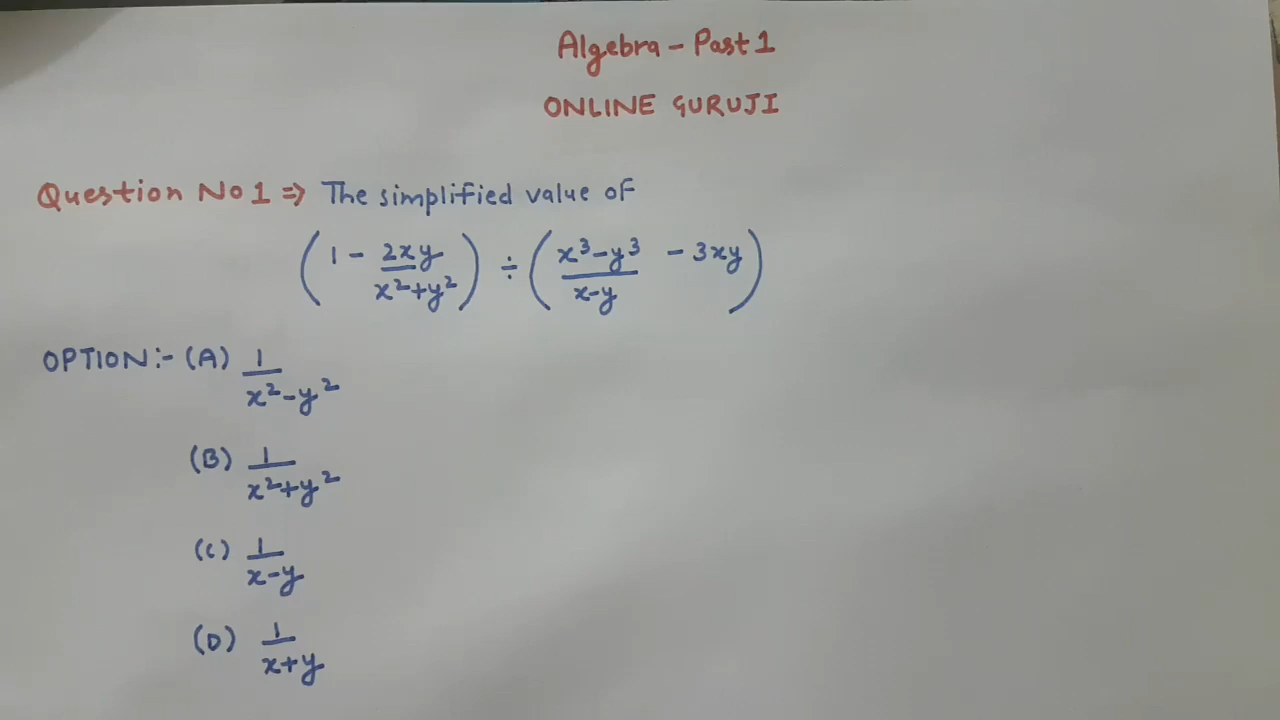 Algebra - Part 1
ONLINE GURUJI
Question No 1 ⇒ The simplified value of
(1 - 2xy/x²+y²) ÷ (x³-y³/x-y - 3xy)
OPTION:- (A) 1/x²-y²
(B) 1/x²+y²
(C) 1/x-y
(D) 1/x+y